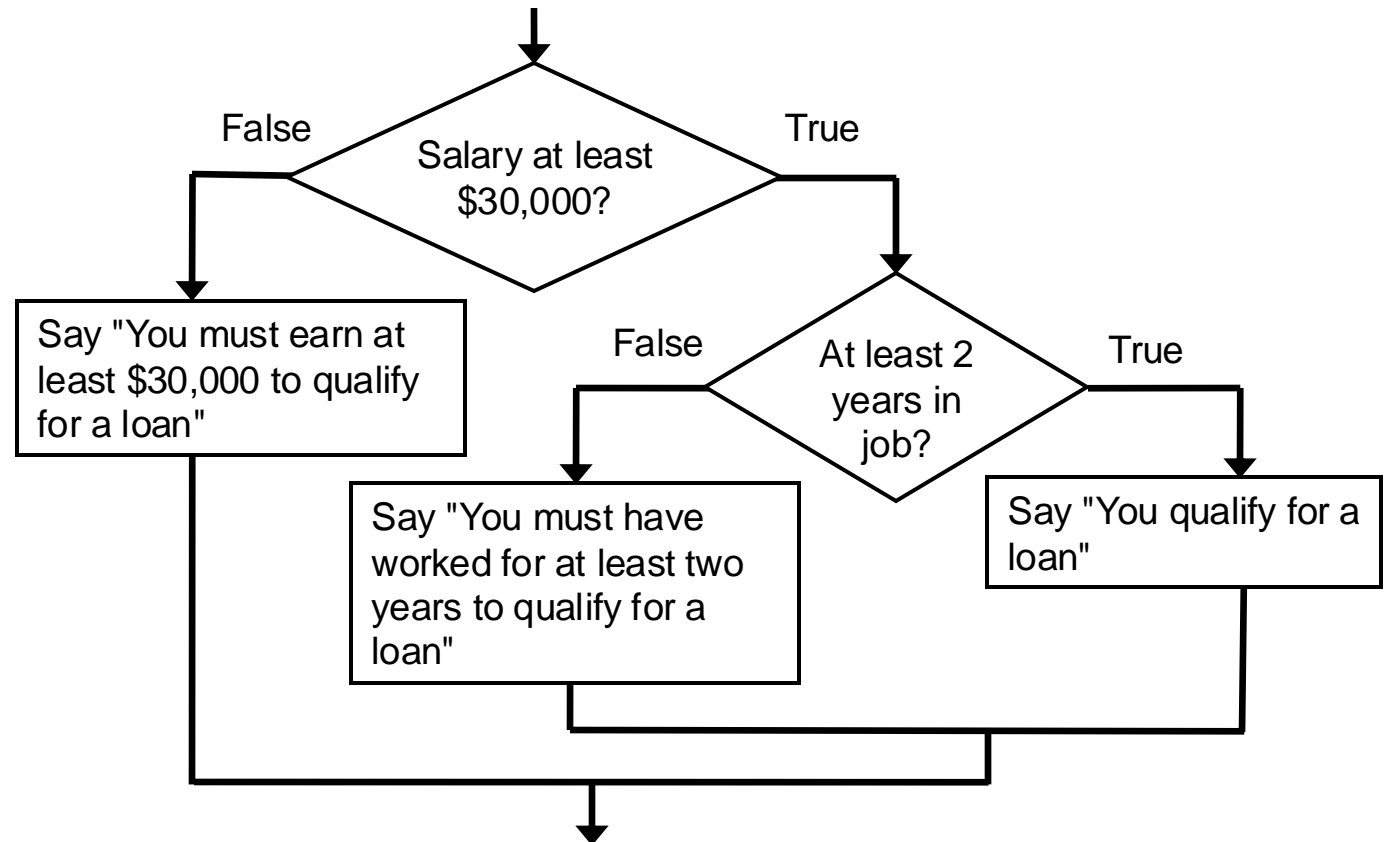 False
True
Salary at least
$30,000?
Say "You must earn at
least $30,000 to qualify
for a loan"
False
True
At least 2
years in
job?
Say "You must have
worked for at least two
years to qualify for a
loan"
Say "You qualify for a
loan"